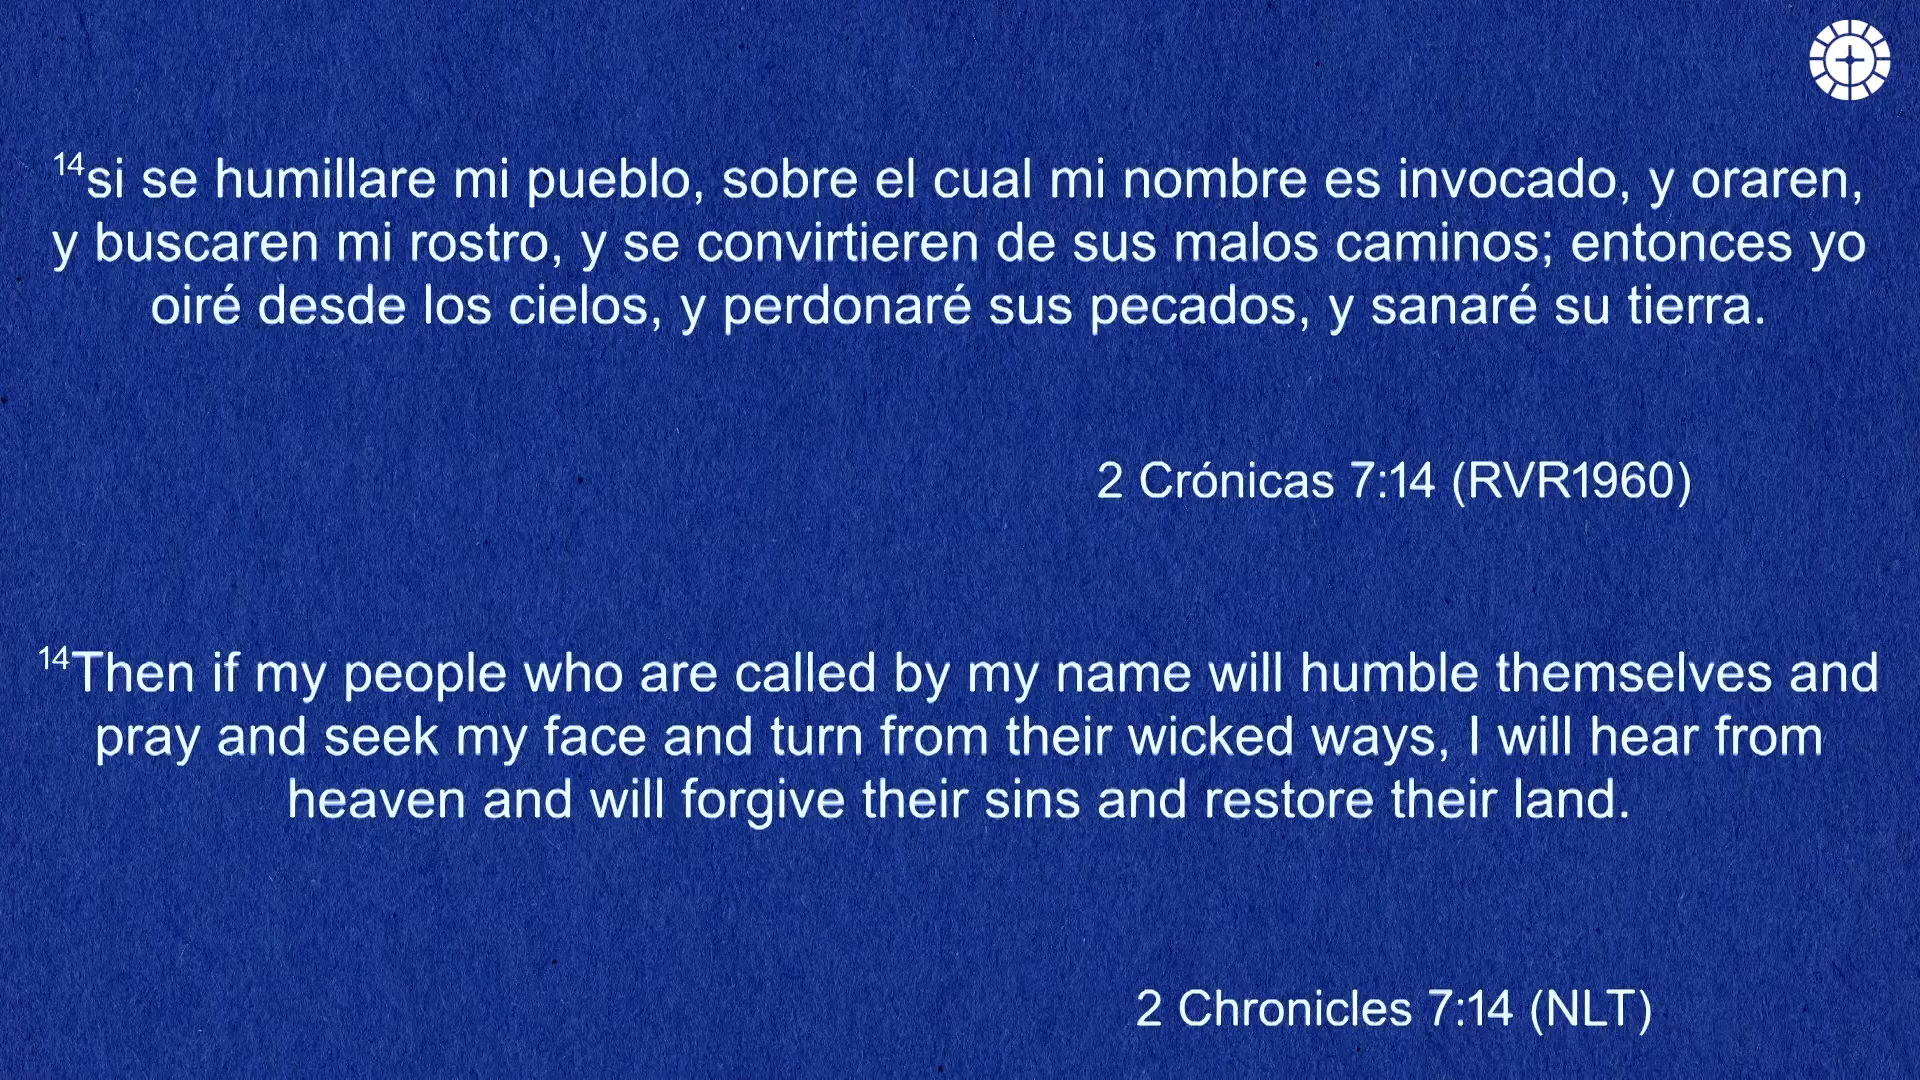 14si se humillare mi pueblo, sobre el cual mi nombre es invocado, y oraren,
y buscaren mi rostro, y se convirtieren de sus malos caminos; entonces yo
oiré desde los cielos, y perdonaré sus pecados, y sanaré su tierra.
2 Crónicas 7:14 (RVR1960)
14Then if my people who are called by my name will humble themselves and
pray and seek my face and turn from their wicked ways, I will hear from
heaven and will forgive their sins and restore their land.
2 Chronicles 7:14 (NLT)